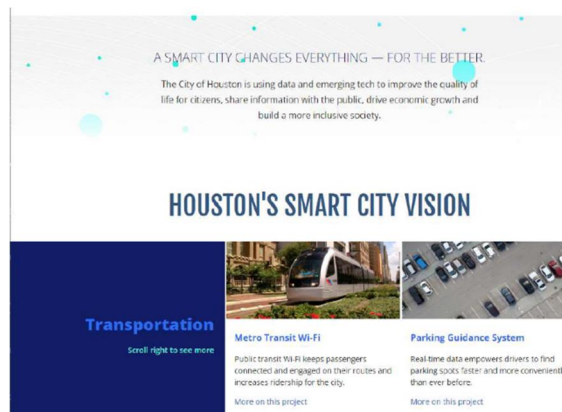 A SMART CITY CHANGES EVERYTHING — FOR THE BETTER.
The City of Houston is using data and emerging tech to improve the quality of
life for citizens, share information with the public, drive economic growth and
build a more inclusive society.
HOUSTON'S SMART CITY VISION
Transportation
Scroll right to see more
Metro Transit Wi-Fi
Public transit Wi-Fi keeps passengers
connected and engaged on their routes and
increases ridership for the city.
More on this project
Parking Guidance System
Real-time data empowers drivers to find
parking spots faster and more convenientl
than ever before.
More on this project